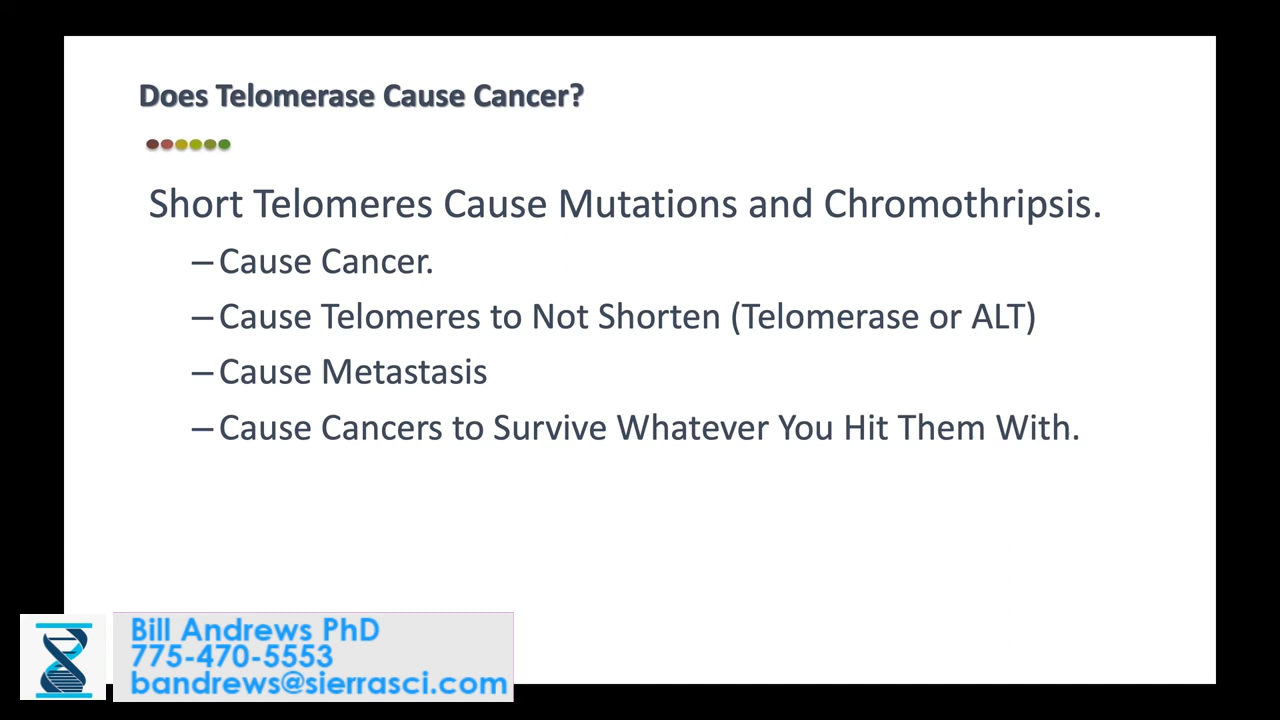 Does Telomerase Cause Cancer?
Short Telomeres Cause Mutations and Chromothripsis.
–Cause Cancer.
–Cause Telomeres to Not Shorten (Telomerase or ALT)
–Cause Metastasis
–Cause Cancers to Survive Whatever You Hit Them With.
Bill Andrews PhD
775-470-5553
bandrews@sierrasci.com